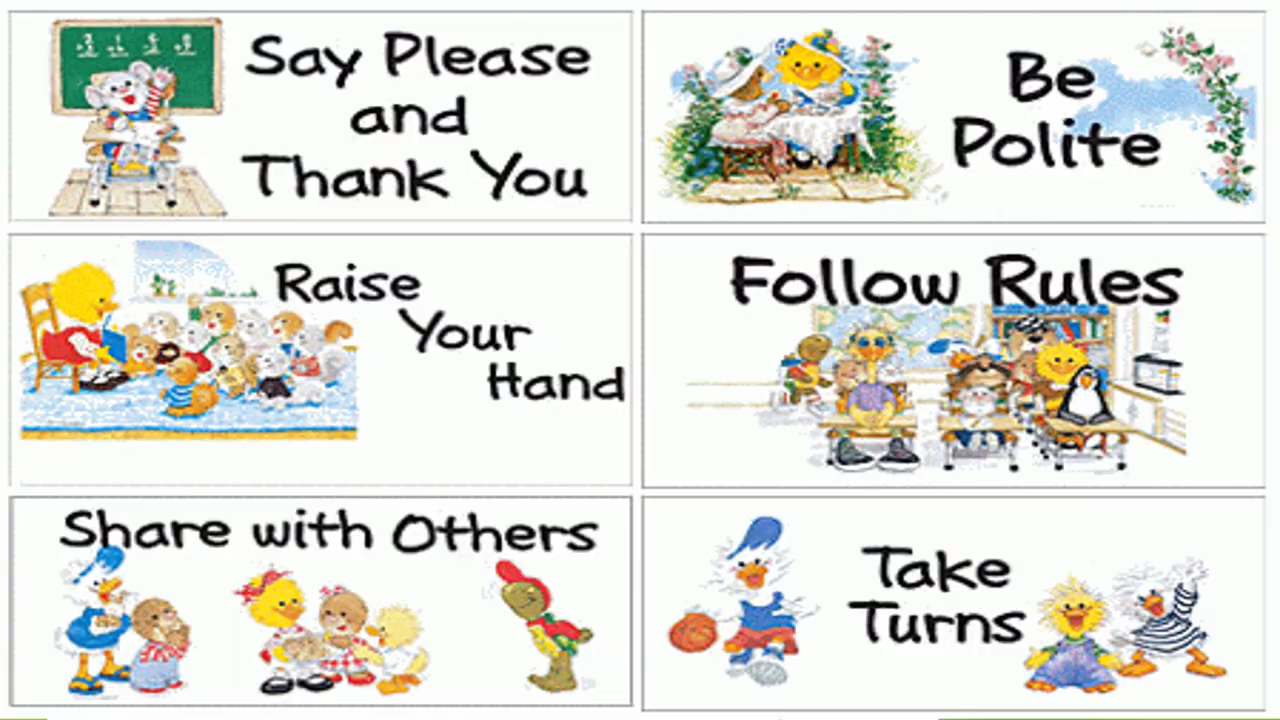 Say Please
and
Thank You
Be
Polite
Raise
Your
Hand
Follow Rules
Share with Others
Take
Turns